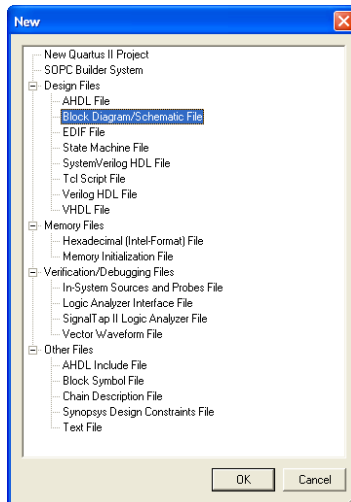 New
New Quartus II Project
SOPC Builder System
Design Files
AHDL File
Block Diagram/Schematic File
EDIF File
State Machine File
SystemVerilog HDL File
Tcl Script File
Verilog HDL File
VHDL File
Memory Files
Hexadecimal (Intel-Format) File
Memory Initialization File
Verification/Debugging Files
In-System Sources and Probes File
Logic Analyzer Interface File
SignalTap II Logic Analyzer File
Vector Waveform File
Other Files
AHDL Include File
Block Symbol File
Chain Description File
Synopsys Design Constraints File
Text File
OK Cancel